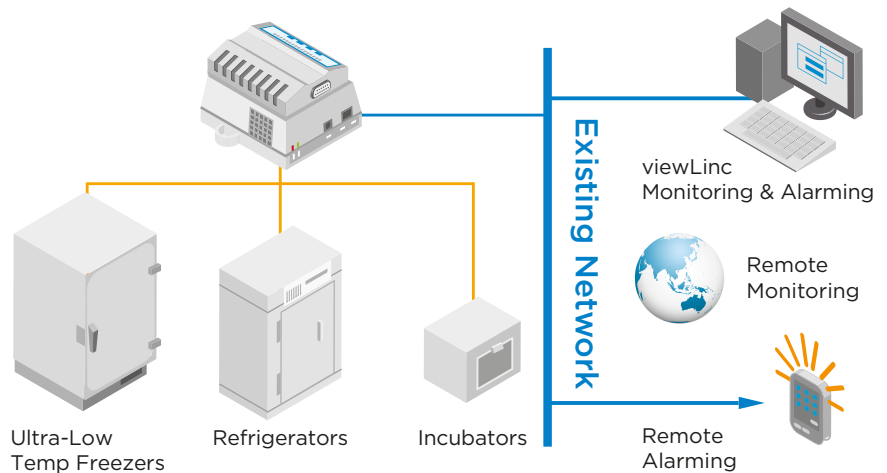 Existing Network
viewLinc
Monitoring & Alarming
Remote
Monitoring
Ultra-Low
Temp Freezers
Refrigerators
Incubators
Remote
Alarming